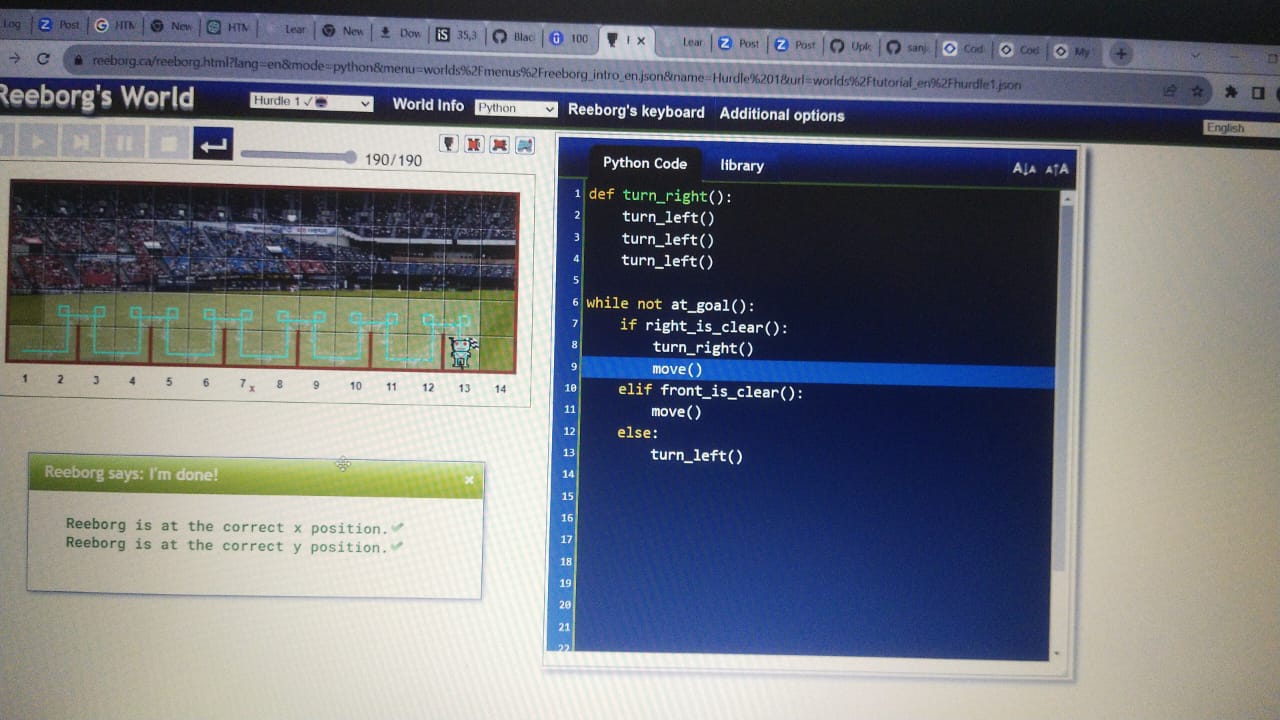 Log Post HTM New HTM Lear New Dow iS 35,3 Blac 100 Lear Post Post Upl sanj Cod Cod My
reeborg.ca/reeborg.html?lang=en&mode=python&menu=worlds%2Fmenus%2Freeborg_intro_en.json&name=Hurdle%201&url=worlds%2Ftutorial_en%2Fhurdle1.json
Reeborg's World
Hurdle 1 ✓
World Info
Python
Reeborg's keyboard
Additional options
English
190/190
1 2 3 4 5 6 7 x 8 9 10 11 12 13 14
Reeborg says: I'm done!
×
Reeborg is at the correct x position.✔
Reeborg is at the correct y position.✔
Python Code
library
A↓A A↑A
1 def turn_right():
2     turn_left()
3     turn_left()
4     turn_left()
5
6 while not at_goal():
7     if right_is_clear():
8         turn_right()
9         move()
10     elif front_is_clear():
11         move()
12     else:
13         turn_left()
14
15
16
17
18
19
20
21
22